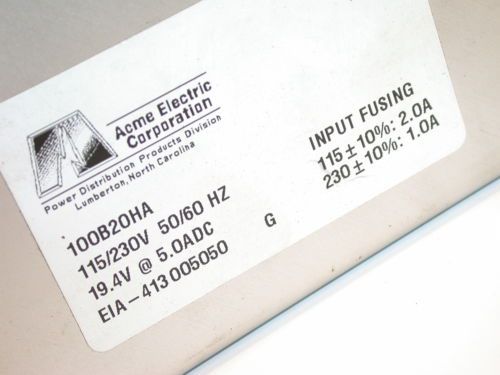 Acme Electric
Corporation
Power Distribution Products Division
Lumberton, North Carolina
100B20HA
115/230V 50/60 HZ
19.4V @ 5.0ADC
EIA-413 005050
G
INPUT FUSING
115 ± 10%: 2.0A
230 ± 10%: 1.0A